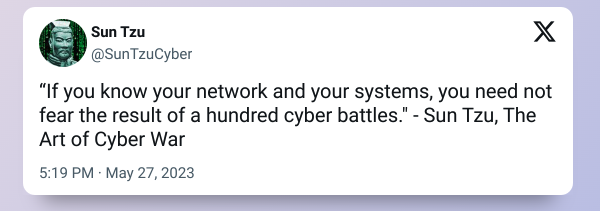 Sun Tzu
@SunTzuCyber
“If you know your network and your systems, you need not
fear the result of a hundred cyber battles." - Sun Tzu, The
Art of Cyber War
5:19 PM · May 27, 2023